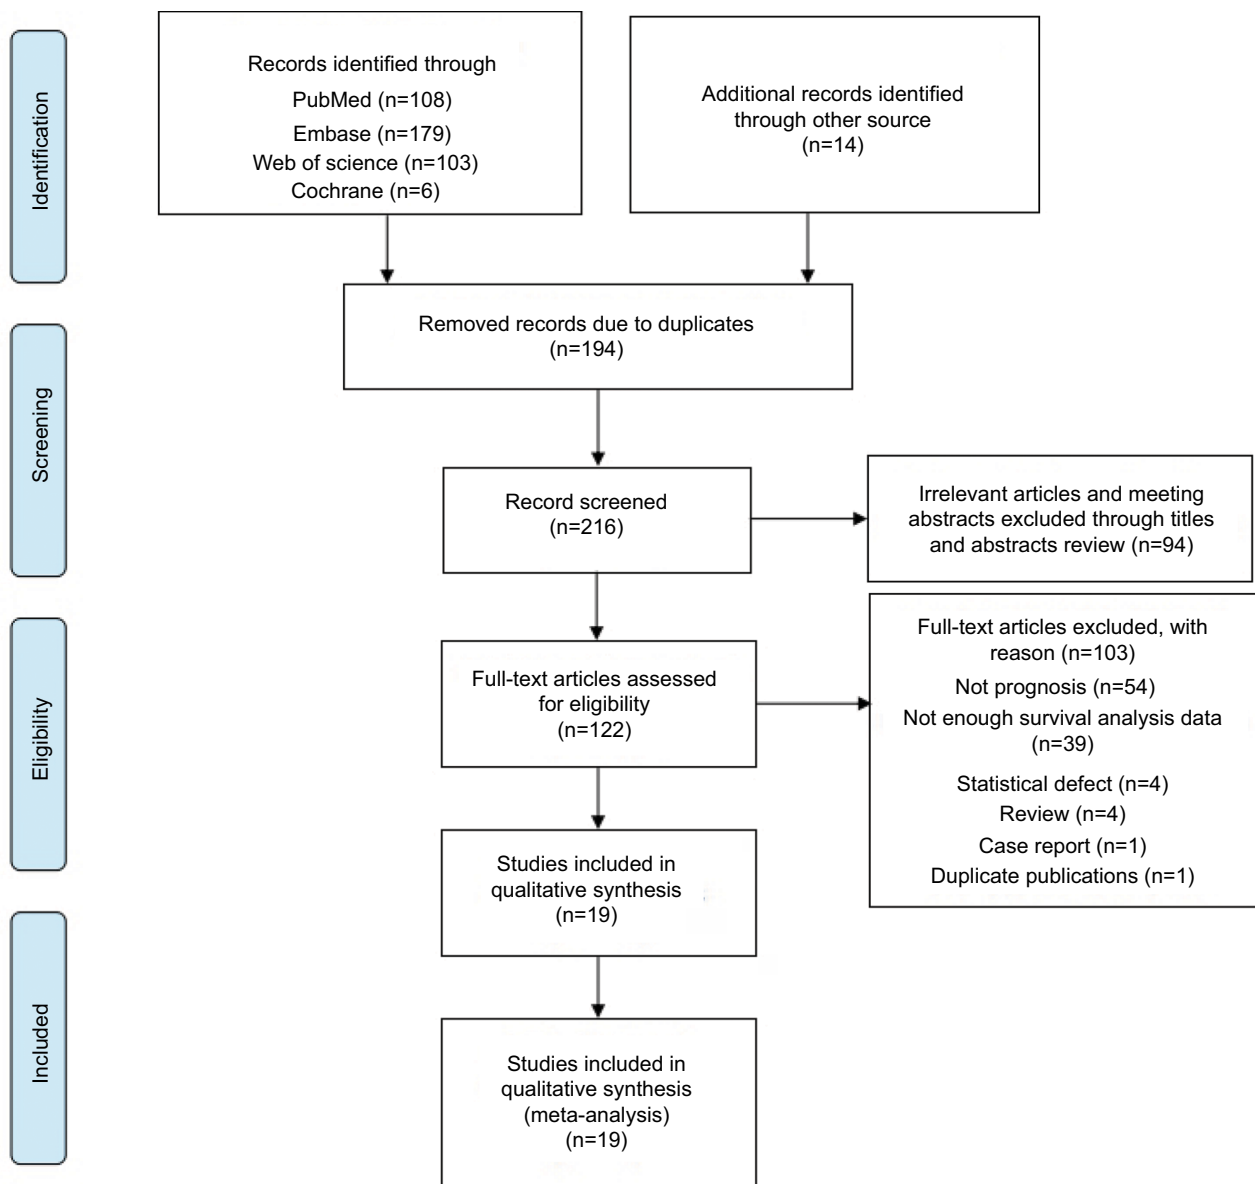 Identification
Records identified through
PubMed (n=108)
Embase (n=179)
Web of science (n=103)
Cochrane (n=6)
Additional records identified
through other source
(n=14)
Removed records due to duplicates
(n=194)
Screening
Record screened
(n=216)
Irrelevant articles and meeting
abstracts excluded through titles
and abstracts review (n=94)
Eligibility
Full-text articles assessed
for eligibility
(n=122)
Full-text articles excluded, with
reason (n=103)
Not prognosis (n=54)
Not enough survival analysis data
(n=39)
Statistical defect (n=4)
Review (n=4)
Case report (n=1)
Duplicate publications (n=1)
Studies included in
qualitative synthesis
(n=19)
Included
Studies included in
qualitative synthesis
(meta-analysis)
(n=19)